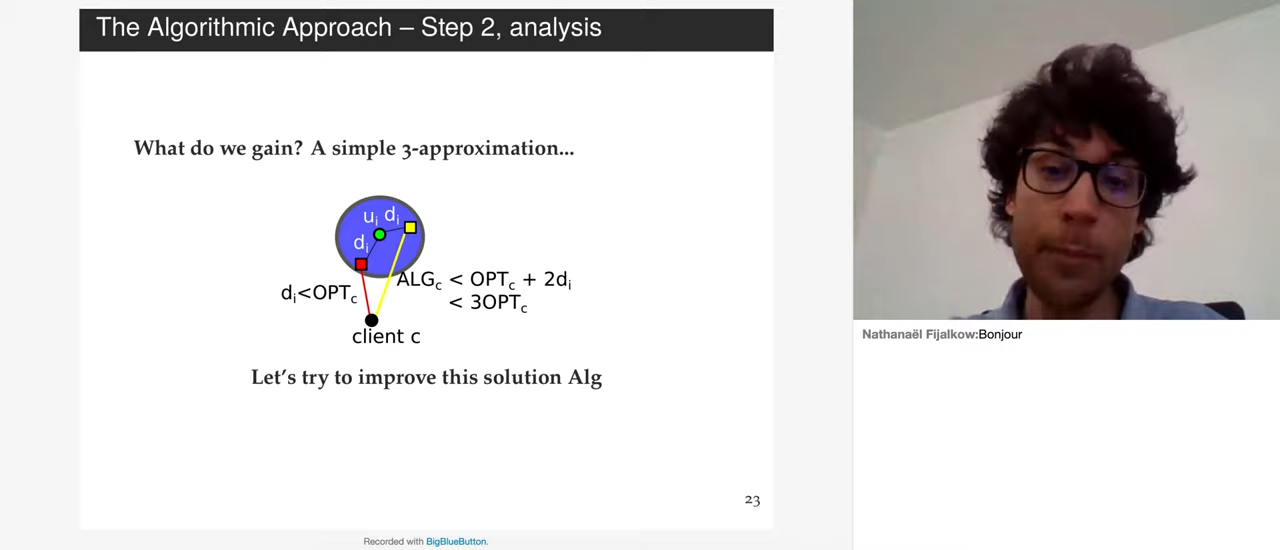 The Algorithmic Approach – Step 2, analysis
What do we gain? A simple 3-approximation...
uᵢ dᵢ
dᵢ
dᵢ<OPT꜀
ALG꜀ < OPT꜀ + 2dᵢ
< 3OPT꜀
client c
Let's try to improve this solution Alg
23
Recorded with BigBlueButton.
Nathanaël Fijalkow:Bonjour